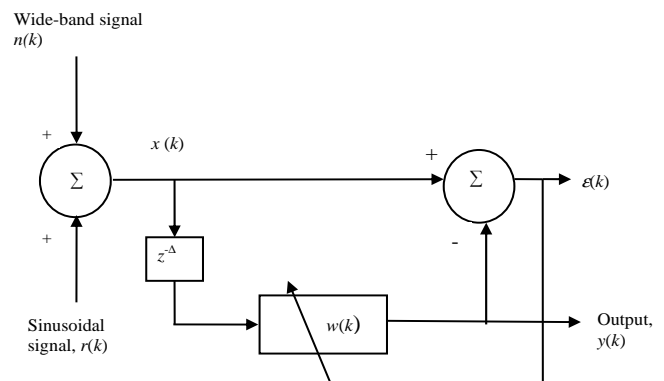 Wide-band signal
n(k)
+
x (k)
+
Σ
Σ
ε(k)
+
-
z^-Δ
w(k)
Sinusoidal
signal, r(k)
Output,
y(k)